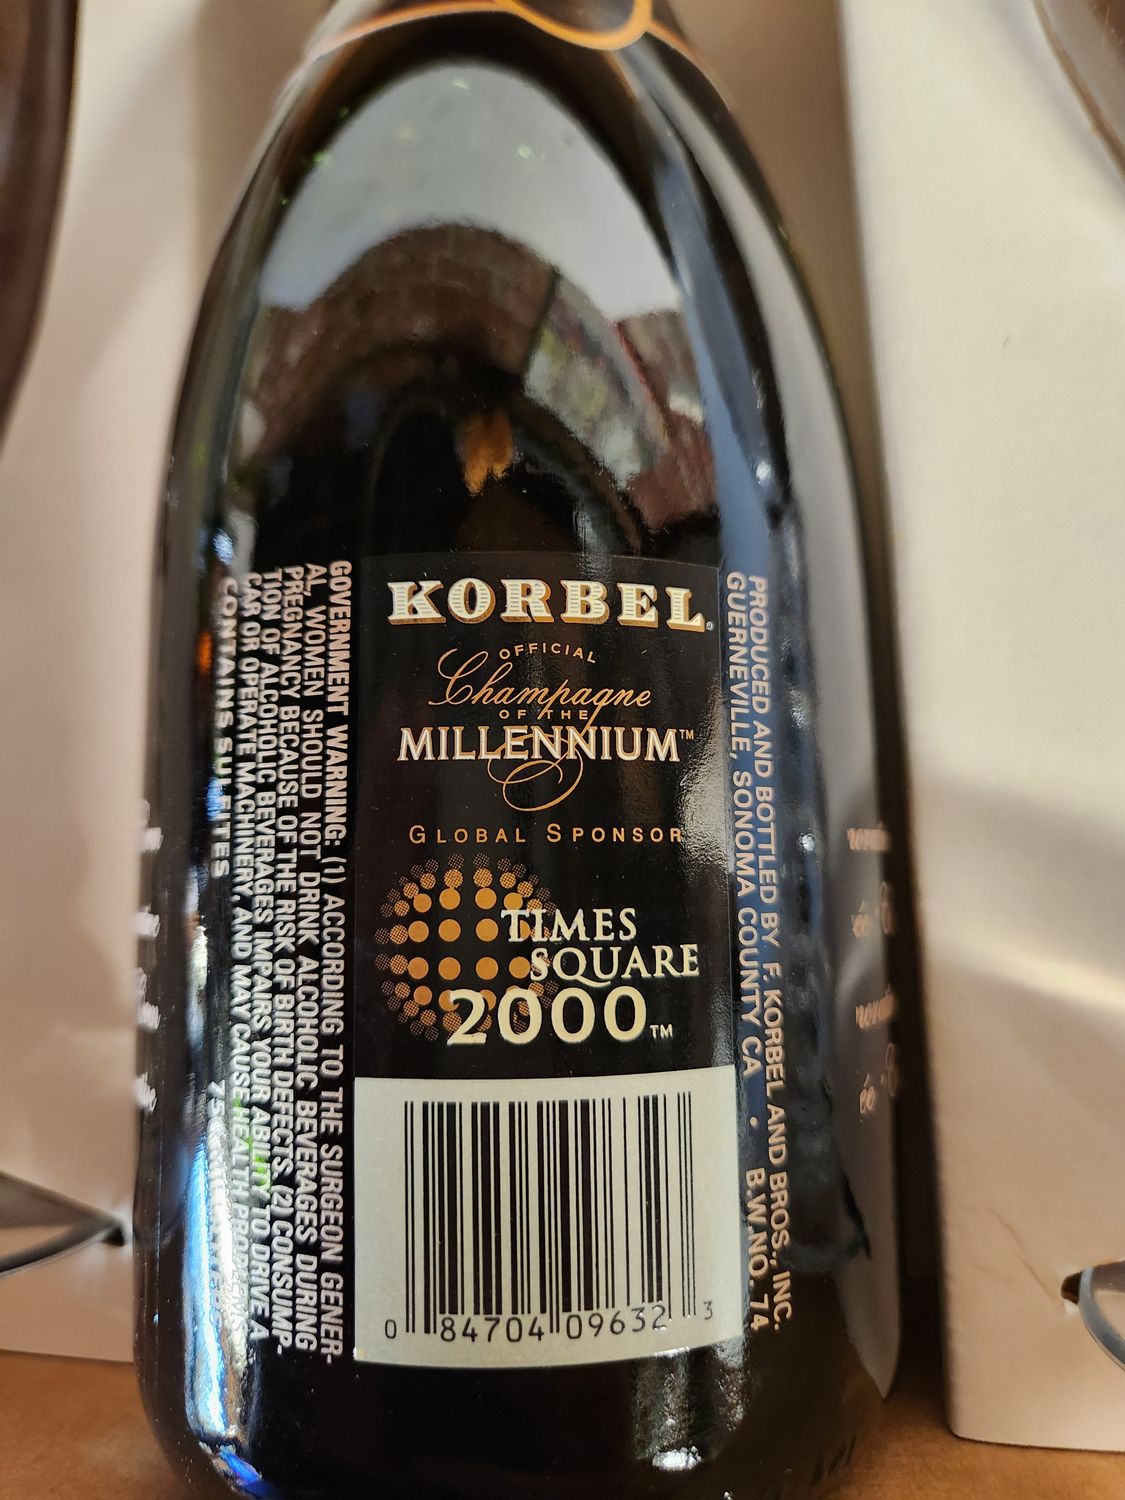 KORBEL®
OFFICIAL
Champagne
OF THE
MILLENNIUM™
GLOBAL SPONSOR
TIMES
SQUARE
2000™
0 84704 09632 3
GOVERNMENT WARNING: (1) ACCORDING TO THE SURGEON GENER-
AL, WOMEN SHOULD NOT DRINK ALCOHOLIC BEVERAGES DURING
PREGNANCY BECAUSE OF THE RISK OF BIRTH DEFECTS. (2) CONSUMP-
TION OF ALCOHOLIC BEVERAGES IMPAIRS YOUR ABILITY TO DRIVE A
CAR OR OPERATE MACHINERY, AND MAY CAUSE HEALTH PROBLEMS.
CONTAINS SULFITES 750
PRODUCED AND BOTTLED BY F. KORBEL AND BROS., INC.
GUERNEVILLE, SONOMA COUNTY CA • B.W.NO. 74